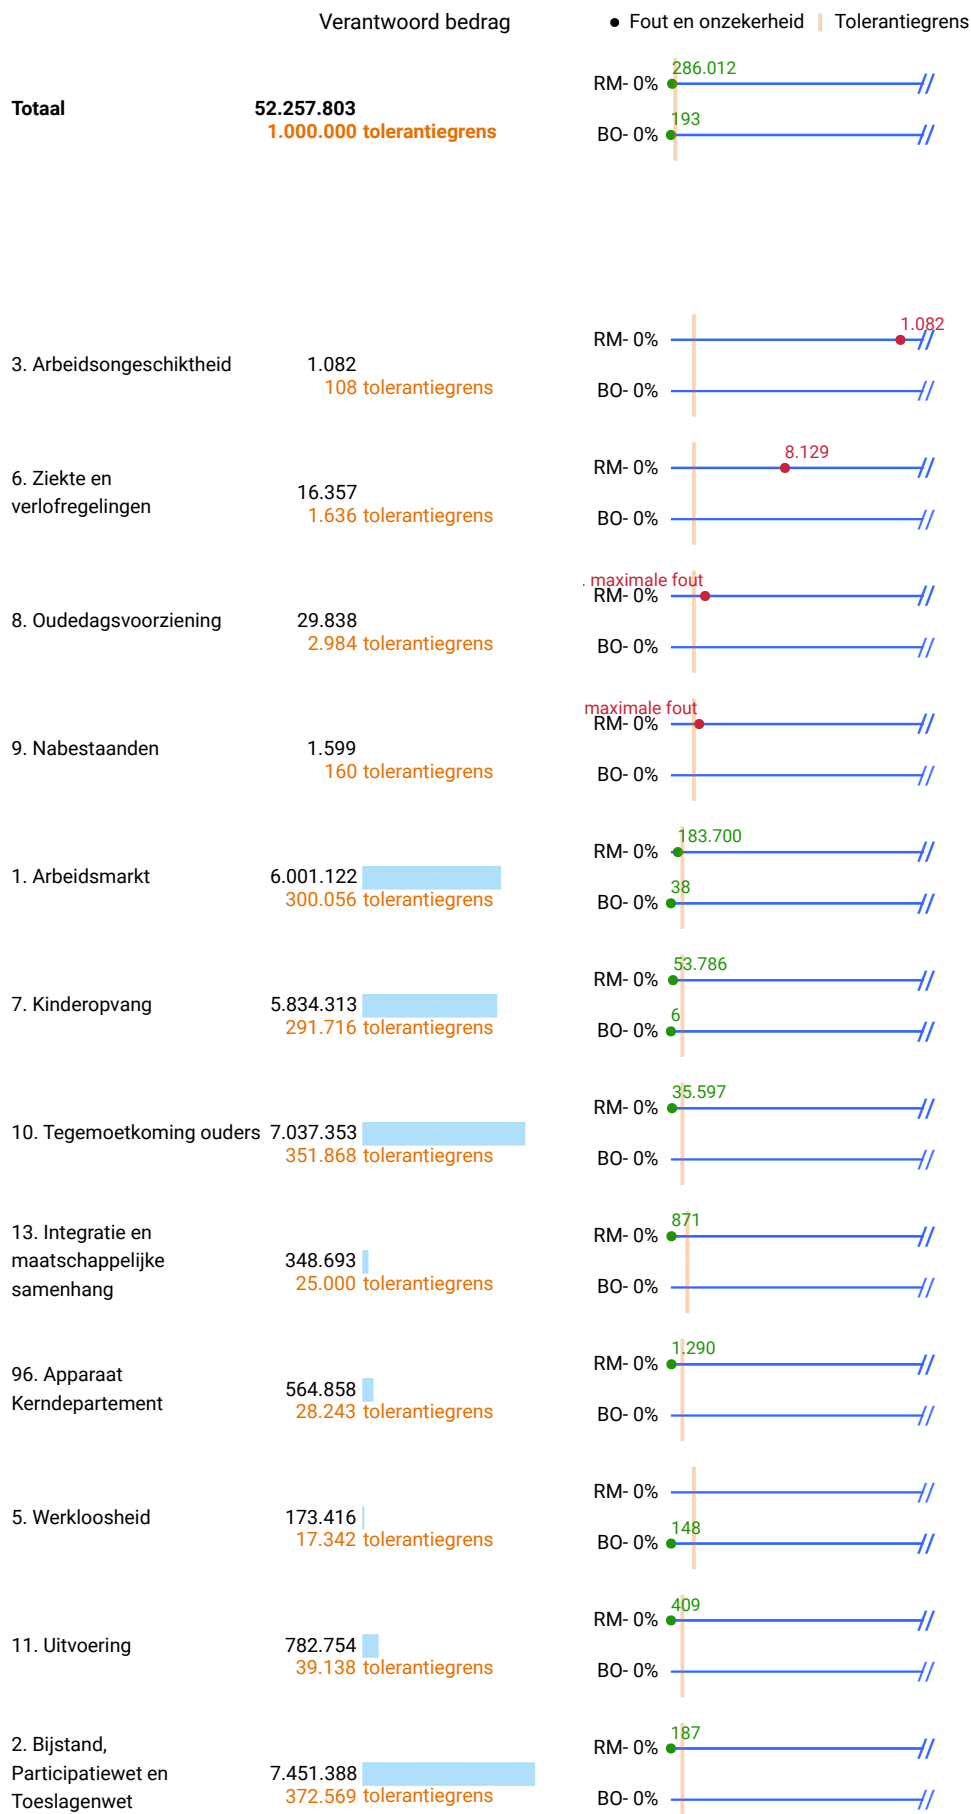 Verantwoord bedrag
Fout en onzekerheid
Tolerantiegrens
Totaal
52.257.803
1.000.000 tolerantiegrens
RM- 0%
286.012
BO- 0%
193
3. Arbeidsongeschiktheid
1.082
108 tolerantiegrens
RM- 0%
1.082
BO- 0%
6. Ziekte en
verlofregelingen
16.357
1.636 tolerantiegrens
RM- 0%
8.129
BO- 0%
8. Oudedagsvoorziening
29.838
2.984 tolerantiegrens
. maximale fout
RM- 0%
BO- 0%
9. Nabestaanden
1.599
160 tolerantiegrens
maximale fout
RM- 0%
BO- 0%
1. Arbeidsmarkt
6.001.122
300.056 tolerantiegrens
RM- 0%
183.700
BO- 0%
38
7. Kinderopvang
5.834.313
291.716 tolerantiegrens
RM- 0%
53.786
BO- 0%
6
10. Tegemoetkoming ouders
7.037.353
351.868 tolerantiegrens
RM- 0%
35.597
BO- 0%
13. Integratie en
maatschappelijke
samenhang
348.693
25.000 tolerantiegrens
RM- 0%
871
BO- 0%
96. Apparaat
Kerndepartement
564.858
28.243 tolerantiegrens
RM- 0%
1.290
BO- 0%
5. Werkloosheid
173.416
17.342 tolerantiegrens
RM- 0%
BO- 0%
148
11. Uitvoering
782.754
39.138 tolerantiegrens
RM- 0%
409
BO- 0%
2. Bijstand,
Participatiewet en
Toeslagenwet
7.451.388
372.569 tolerantiegrens
RM- 0%
187
BO- 0%